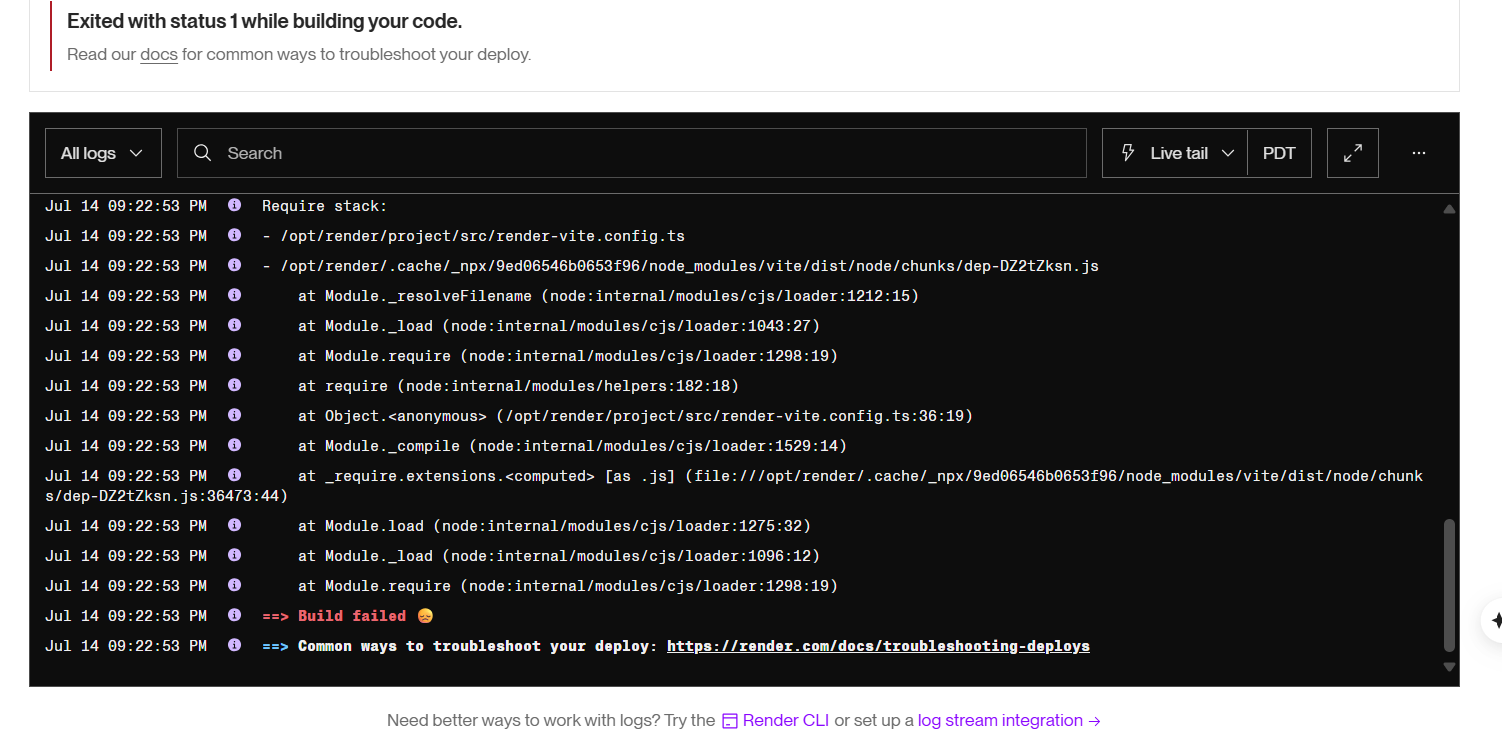 Exited with status 1 while building your code.
Read our docs for common ways to troubleshoot your deploy.
All logs
Search
Live tail
PDT
Jul 14 09:22:53 PM Require stack:
Jul 14 09:22:53 PM - /opt/render/project/src/render-vite.config.ts
Jul 14 09:22:53 PM - /opt/render/.cache/_npx/9ed06546b0653f96/node_modules/vite/dist/node/chunks/dep-DZ2tZksn.js
Jul 14 09:22:53 PM at Module._resolveFilename (node:internal/modules/cjs/loader:1212:15)
Jul 14 09:22:53 PM at Module._load (node:internal/modules/cjs/loader:1043:27)
Jul 14 09:22:53 PM at Module.require (node:internal/modules/cjs/loader:1298:19)
Jul 14 09:22:53 PM at require (node:internal/modules/helpers:182:18)
Jul 14 09:22:53 PM at Object.<anonymous> (/opt/render/project/src/render-vite.config.ts:36:19)
Jul 14 09:22:53 PM at Module._compile (node:internal/modules/cjs/loader:1529:14)
Jul 14 09:22:53 PM at _require.extensions.<computed> [as .js] (file:///opt/render/.cache/_npx/9ed06546b0653f96/node_modules/vite/dist/node/chunk
s/dep-DZ2tZksn.js:36473:44)
Jul 14 09:22:53 PM at Module.load (node:internal/modules/cjs/loader:1275:32)
Jul 14 09:22:53 PM at Module._load (node:internal/modules/cjs/loader:1096:12)
Jul 14 09:22:53 PM at Module.require (node:internal/modules/cjs/loader:1298:19)
Jul 14 09:22:53 PM ==> Build failed 😞
Jul 14 09:22:53 PM ==> Common ways to troubleshoot your deploy: https://render.com/docs/troubleshooting-deploys
Need better ways to work with logs? Try the Render CLI or set up a log stream integration →